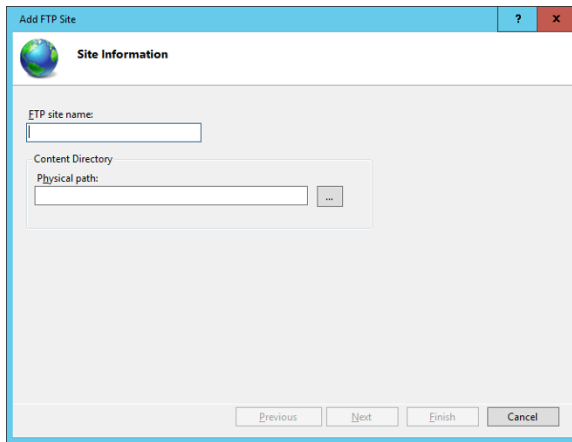 Add FTP Site
?
x
Site Information
FTP site name:
Content Directory
Physical path:
...
Previous
Next
Finish
Cancel